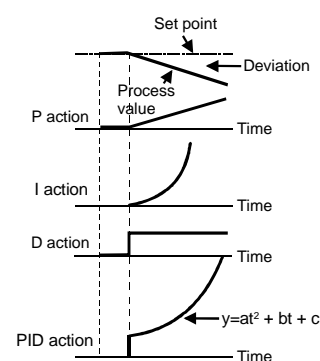 Set point
Deviation
Process
value
P action
Time
I action
Time
D action
Time
y=at² + bt + c
PID action
Time